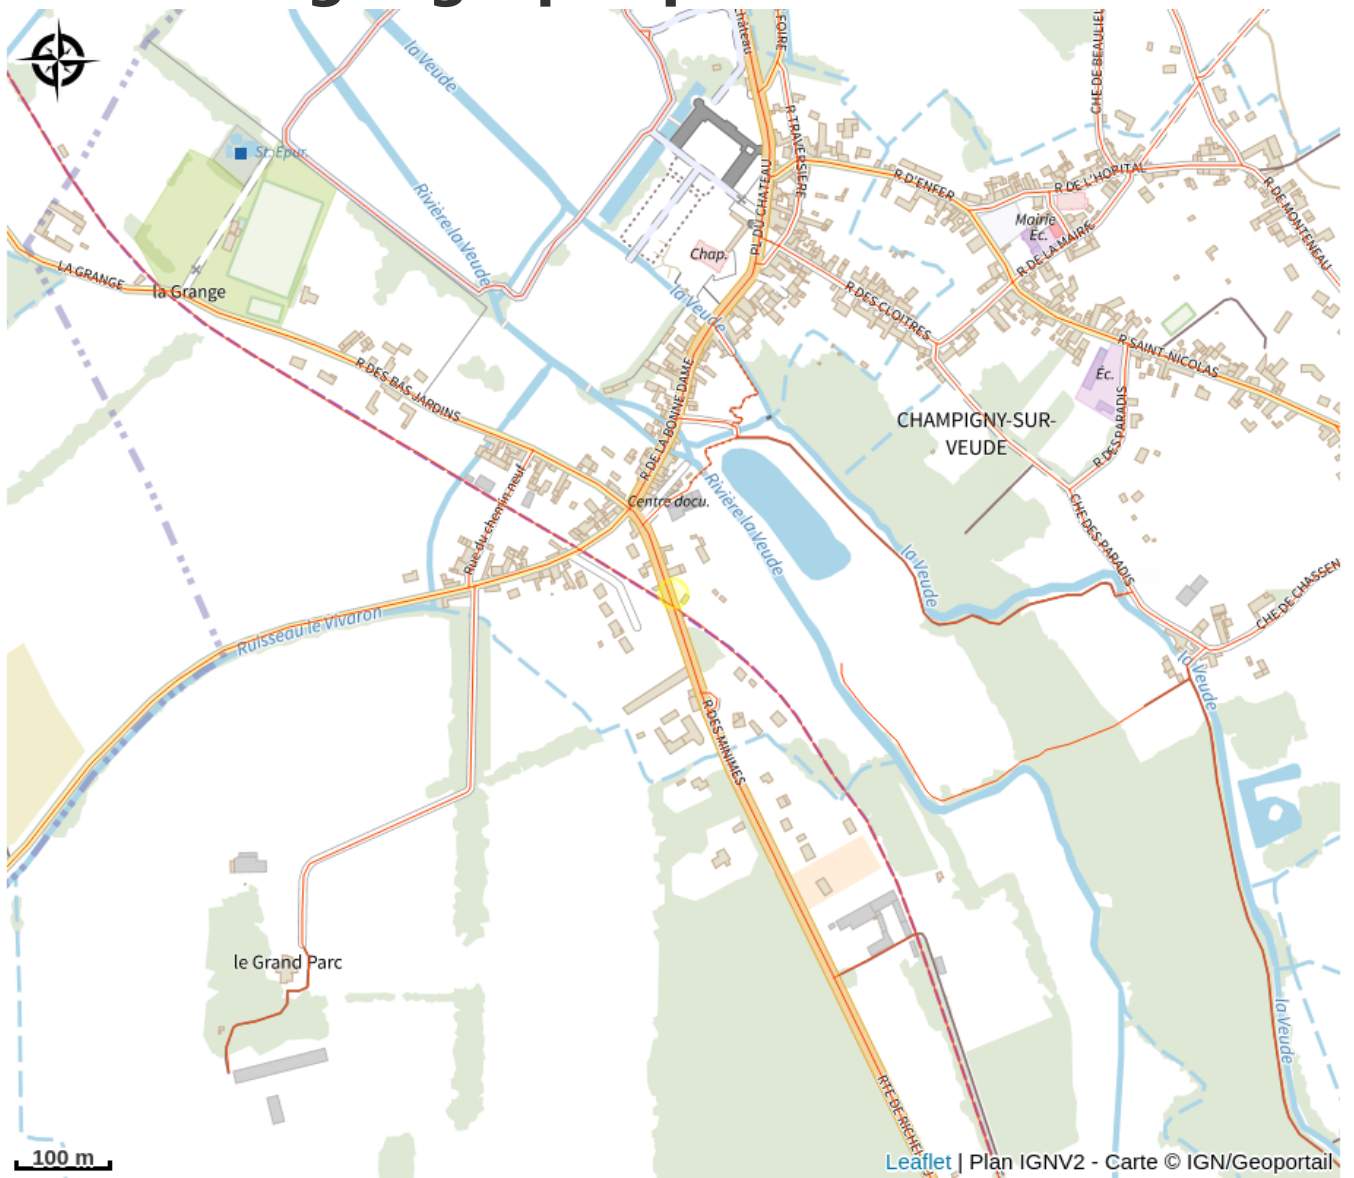 Château
FOIRE
CHE DE BEAULIEU
la Veude
R TRAVERSIERE
St. Epur.
R D'ENFER
R DE L'HOPITAL
R DE MONTENEAU
Rivière la Veude
PL DU CHATEAU
Mairie
Ec.
R DE LA MAIRIE
Chap.
LA GRANGE
la Grange
la Veude
R DES CLOITRES
R SAINT-NICOLAS
R DES BAS JARDINS
R DE LA BONNE DAME
Éc.
R DES PARADIS
CHAMPIGNY-SUR-
VEUDE
Rue du chemin neuf
Centre docu.
Rivière la Veude
CHE DES PARADIS
la Veude
CHE DE CHASSEN
Ruisseau le Vivaron
la Veude
R DES MINIMES
le Grand Parc
la Veude
RTE DE RICHEL
100 m
Leaflet | Plan IGNV2 - Carte © IGN/Geoportail